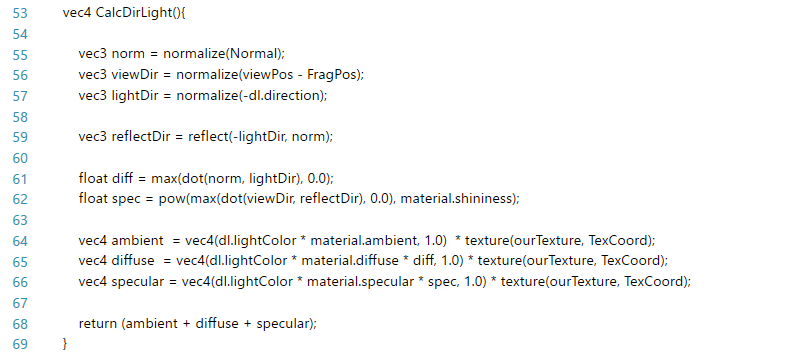 53 vec4 CalcDirLight(){
54
55 vec3 norm = normalize(Normal);
56 vec3 viewDir = normalize(viewPos - FragPos);
57 vec3 lightDir = normalize(-dl.direction);
58
59 vec3 reflectDir = reflect(-lightDir, norm);
60
61 float diff = max(dot(norm, lightDir), 0.0);
62 float spec = pow(max(dot(viewDir, reflectDir), 0.0), material.shininess);
63
64 vec4 ambient  = vec4(dl.lightColor * material.ambient, 1.0)  * texture(ourTexture, TexCoord);
65 vec4 diffuse  = vec4(dl.lightColor * material.diffuse * diff, 1.0) * texture(ourTexture, TexCoord);
66 vec4 specular = vec4(dl.lightColor * material.specular * spec, 1.0) * texture(ourTexture, TexCoord);
67
68 return (ambient + diffuse + specular);
69 }